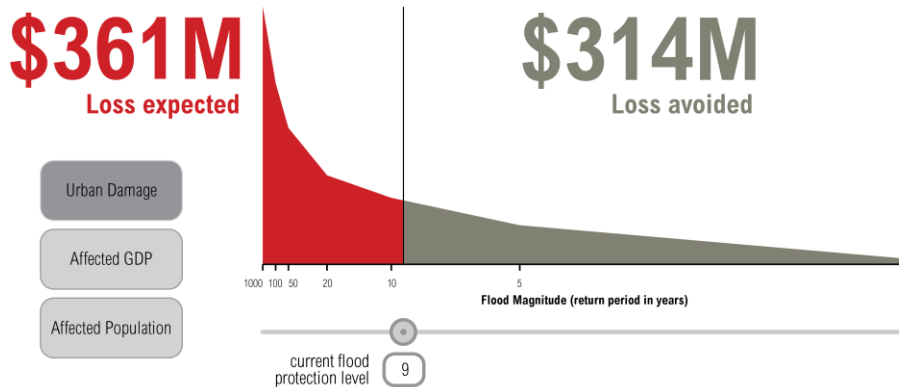 $361M
Loss expected
$314M
Loss avoided
Urban Damage
Affected GDP
Affected Population
1000 100 50 20 10 5
Flood Magnitude (return period in years)
current flood
protection level
9